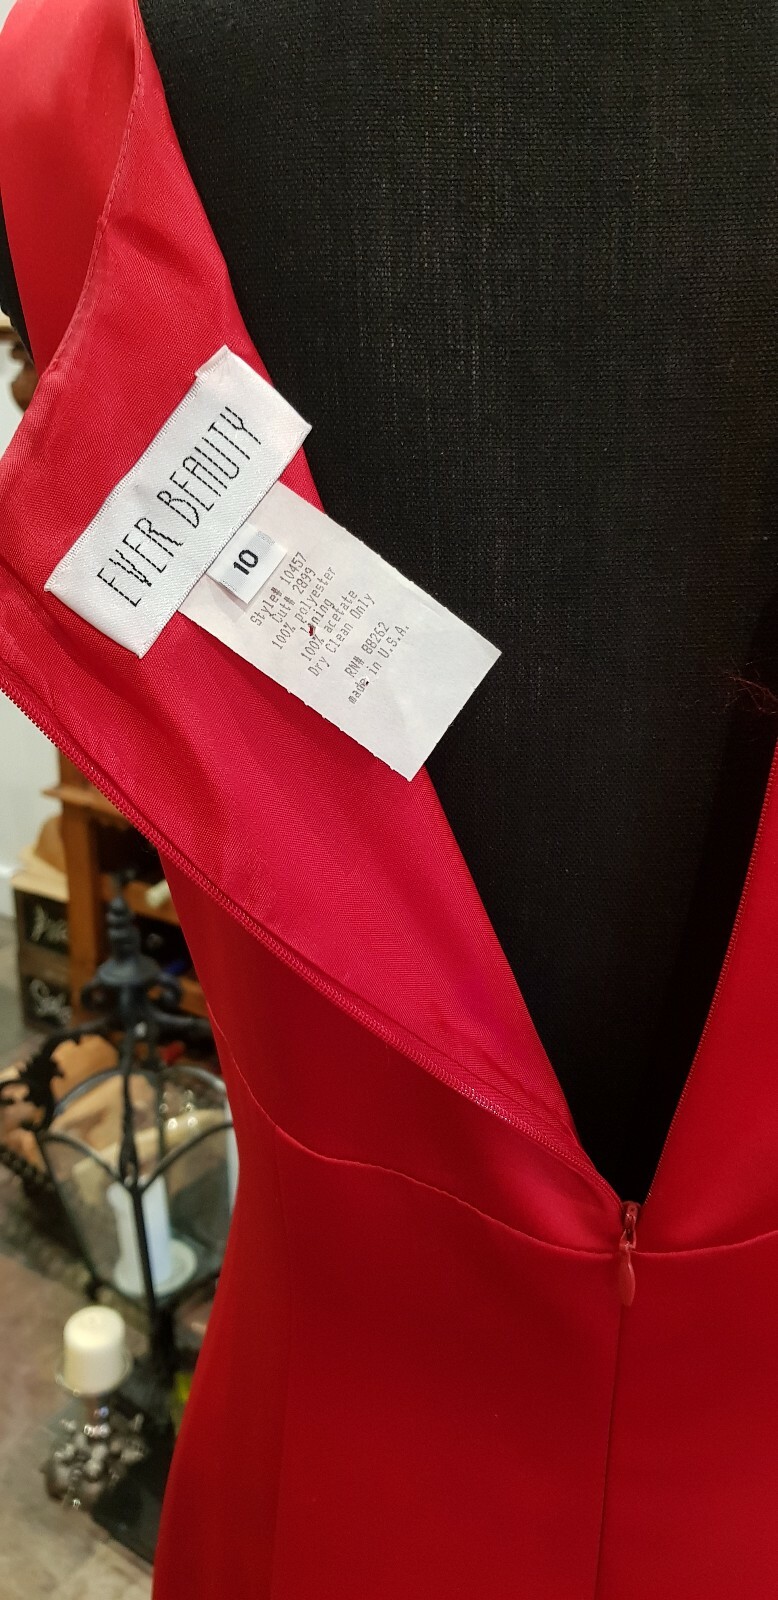 EVER BEAUTY
10
Style# 10457
Cut# 2899
100% polyester
Lining
100% acetate
Dry Clean Only
RN# 88262
made in U.S.A.